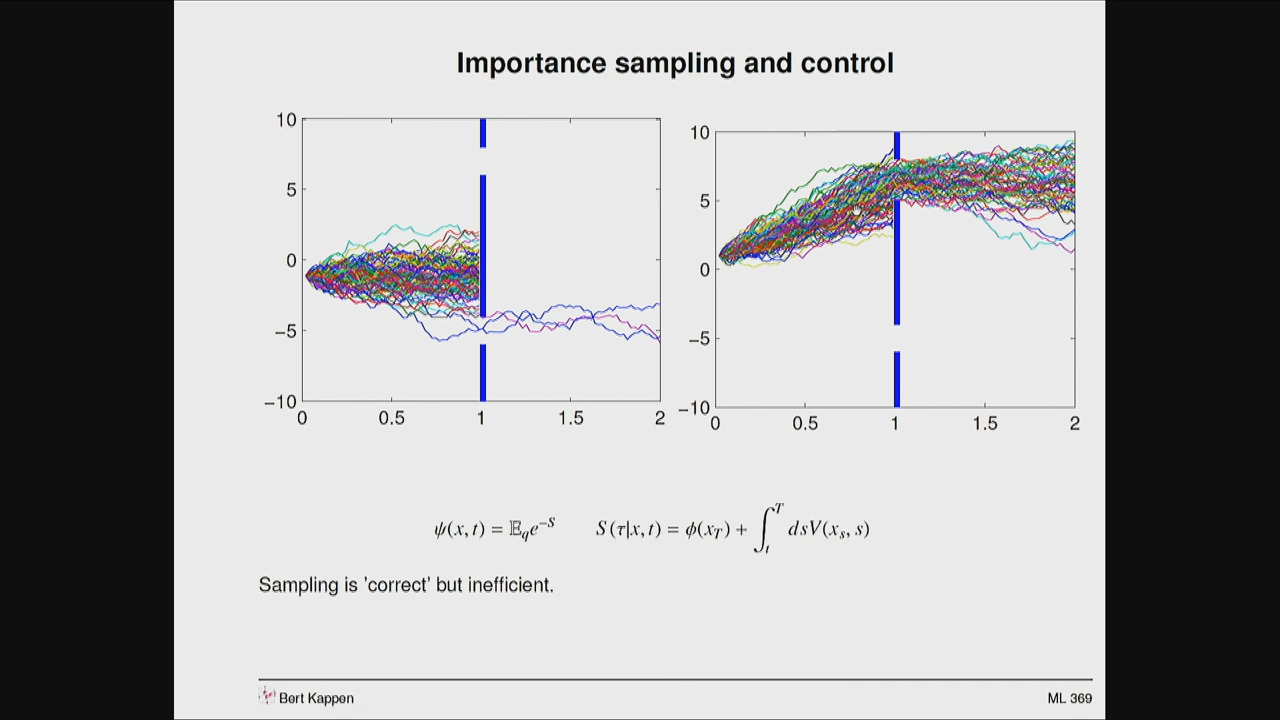 Importance sampling and control
10
5
0
−5
−10
0 0.5 1 1.5 2
10
5
0
−5
−10
0 0.5 1 1.5 2
ψ(x, t) = 𝔼_q e^{−S}    S(τ|x, t) = ϕ(x_T) + ∫_t^T dsV(x_s, s)
Sampling is 'correct' but inefficient.
Bert Kappen ML 369